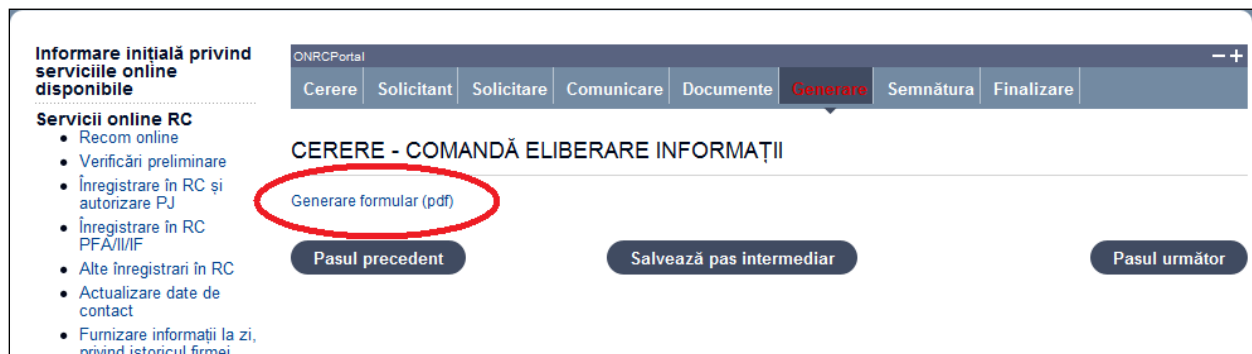 Informare inițială privind
serviciile online
disponibile
Servicii online RC
Recom online
Verificări preliminare
Înregistrare în RC și
autorizare PJ
Înregistrare în RC
PFA/II/IF
Alte înregistrari în RC
Actualizare date de
contact
Furnizare informații la zi,
privind istoricul firmei
ONRCPortal
Cerere Solicitant Solicitare Comunicare Documente Generare Semnătura Finalizare
CERERE - COMANDĂ ELIBERARE INFORMAȚII
Generare formular (pdf)
Pasul precedent Salvează pas intermediar Pasul următor